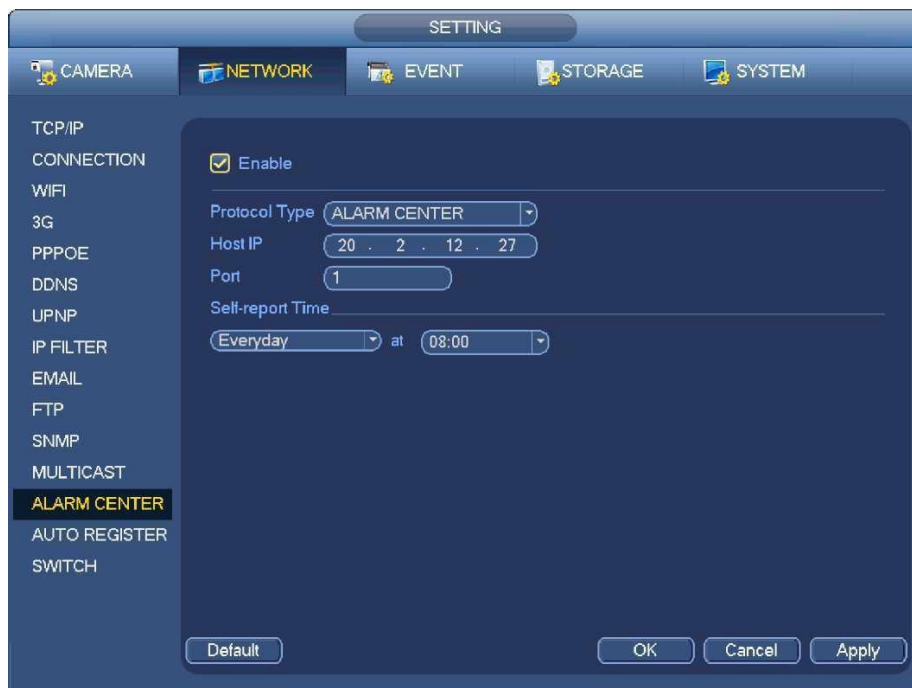 SETTING
CAMERA NETWORK EVENT STORAGE SYSTEM
TCP/IP
CONNECTION
WIFI
3G
PPPOE
DDNS
UPNP
IP FILTER
EMAIL
FTP
SNMP
MULTICAST
ALARM CENTER
AUTO REGISTER
SWITCH
Enable
Protocol Type ALARM CENTER
Host IP 20 . 2 . 12 . 27
Port 1
Self-report Time
Everyday at 08:00
Default OK Cancel Apply